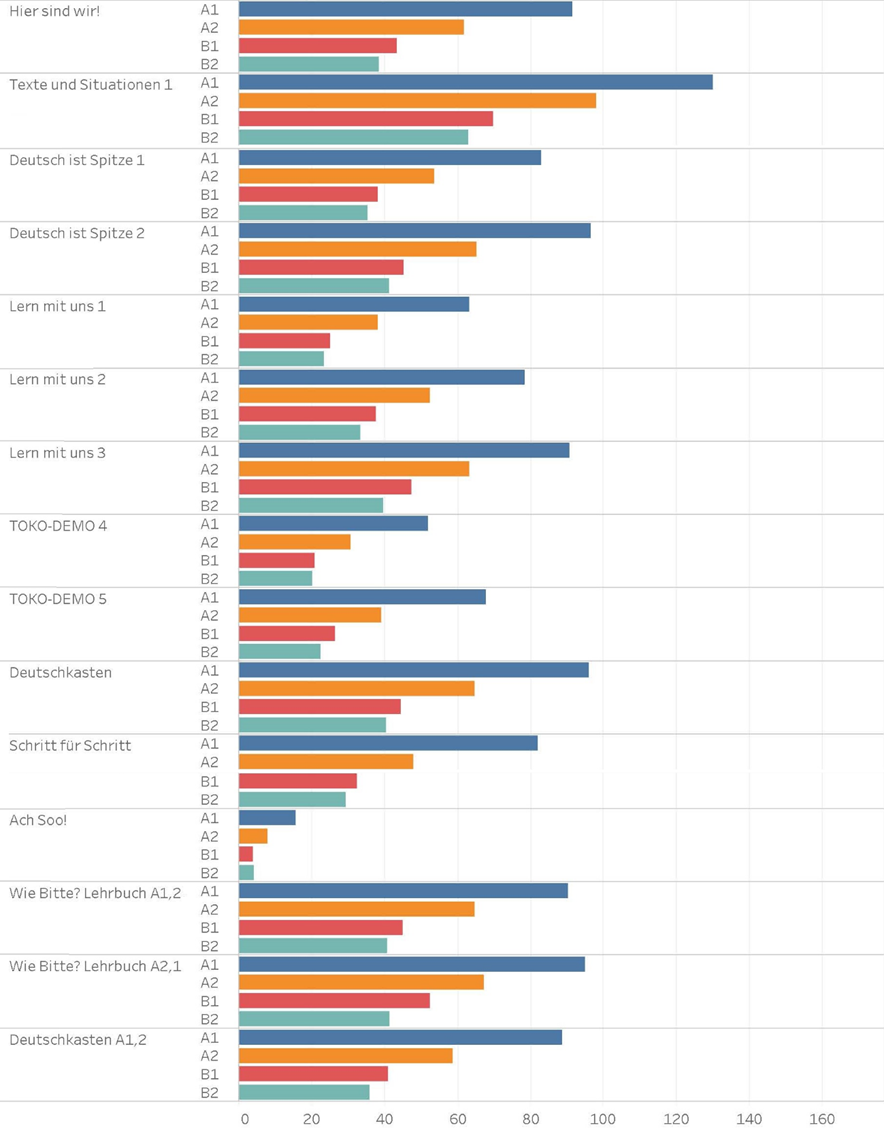 Hier sind wir! A1
A2
B1
B2
Texte und Situationen 1 A1
A2
B1
B2
Deutsch ist Spitze 1 A1
A2
B1
B2
Deutsch ist Spitze 2 A1
A2
B1
B2
Lern mit uns 1 A1
A2
B1
B2
Lern mit uns 2 A1
A2
B1
B2
Lern mit uns 3 A1
A2
B1
B2
TOKO-DEMO 4 A1
A2
B1
B2
TOKO-DEMO 5 A1
A2
B1
B2
Deutschkasten A1
A2
B1
B2
Schritt für Schritt A1
A2
B1
B2
Ach Soo! A1
A2
B1
B2
Wie Bitte? Lehrbuch A1,2 A1
A2
B1
B2
Wie Bitte? Lehrbuch A2,1 A1
A2
B1
B2
Deutschkasten A1,2 A1
A2
B1
B2
0 20 40 60 80 100 120 140 160